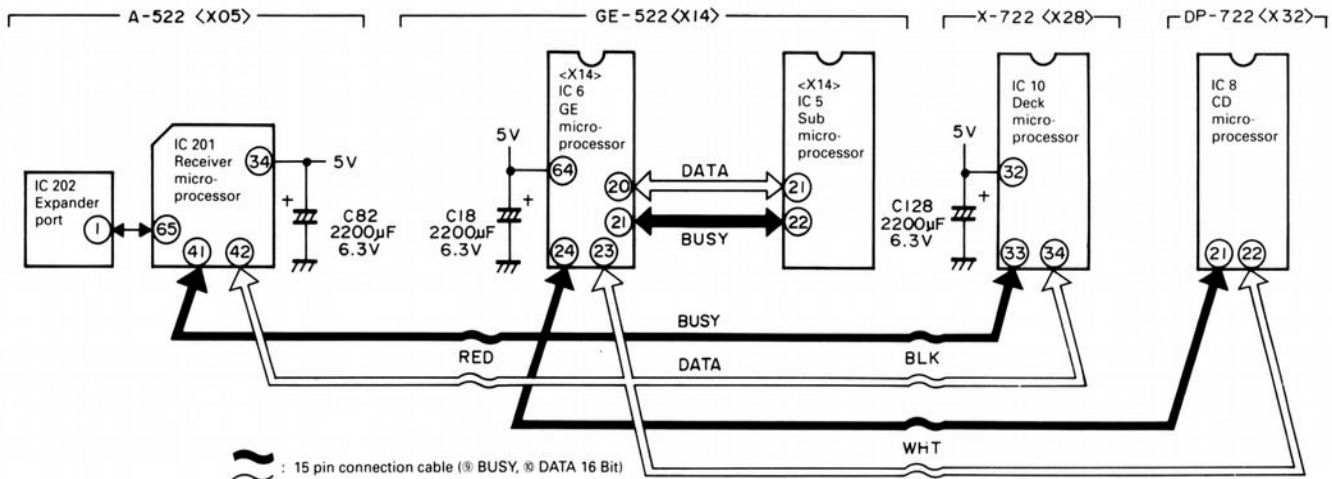 A-522 <X05>
GE-522<X14>
X-722 <X28>
DP-722 <X32>
IC 202
Expander
port
1
IC 201
Receiver
micro-
processor
34
65
41
42
5V
+
C82
2200μF
6.3V
5V
+
C18
2200μF
6.3V
<X14>
IC 6
GE
micro-
processor
64
20
21
24
23
DATA
BUSY
<X14>
IC 5
Sub
micro-
processor
21
22
5V
+
C128
2200μF
6.3V
IC 10
Deck
micro-
processor
32
33
34
IC 8
CD
micro-
processor
21
22
BUSY
RED
BLK
DATA
WHT
: 15 pin connection cable (⑨ BUSY, ⑩ DATA 16 Bit)